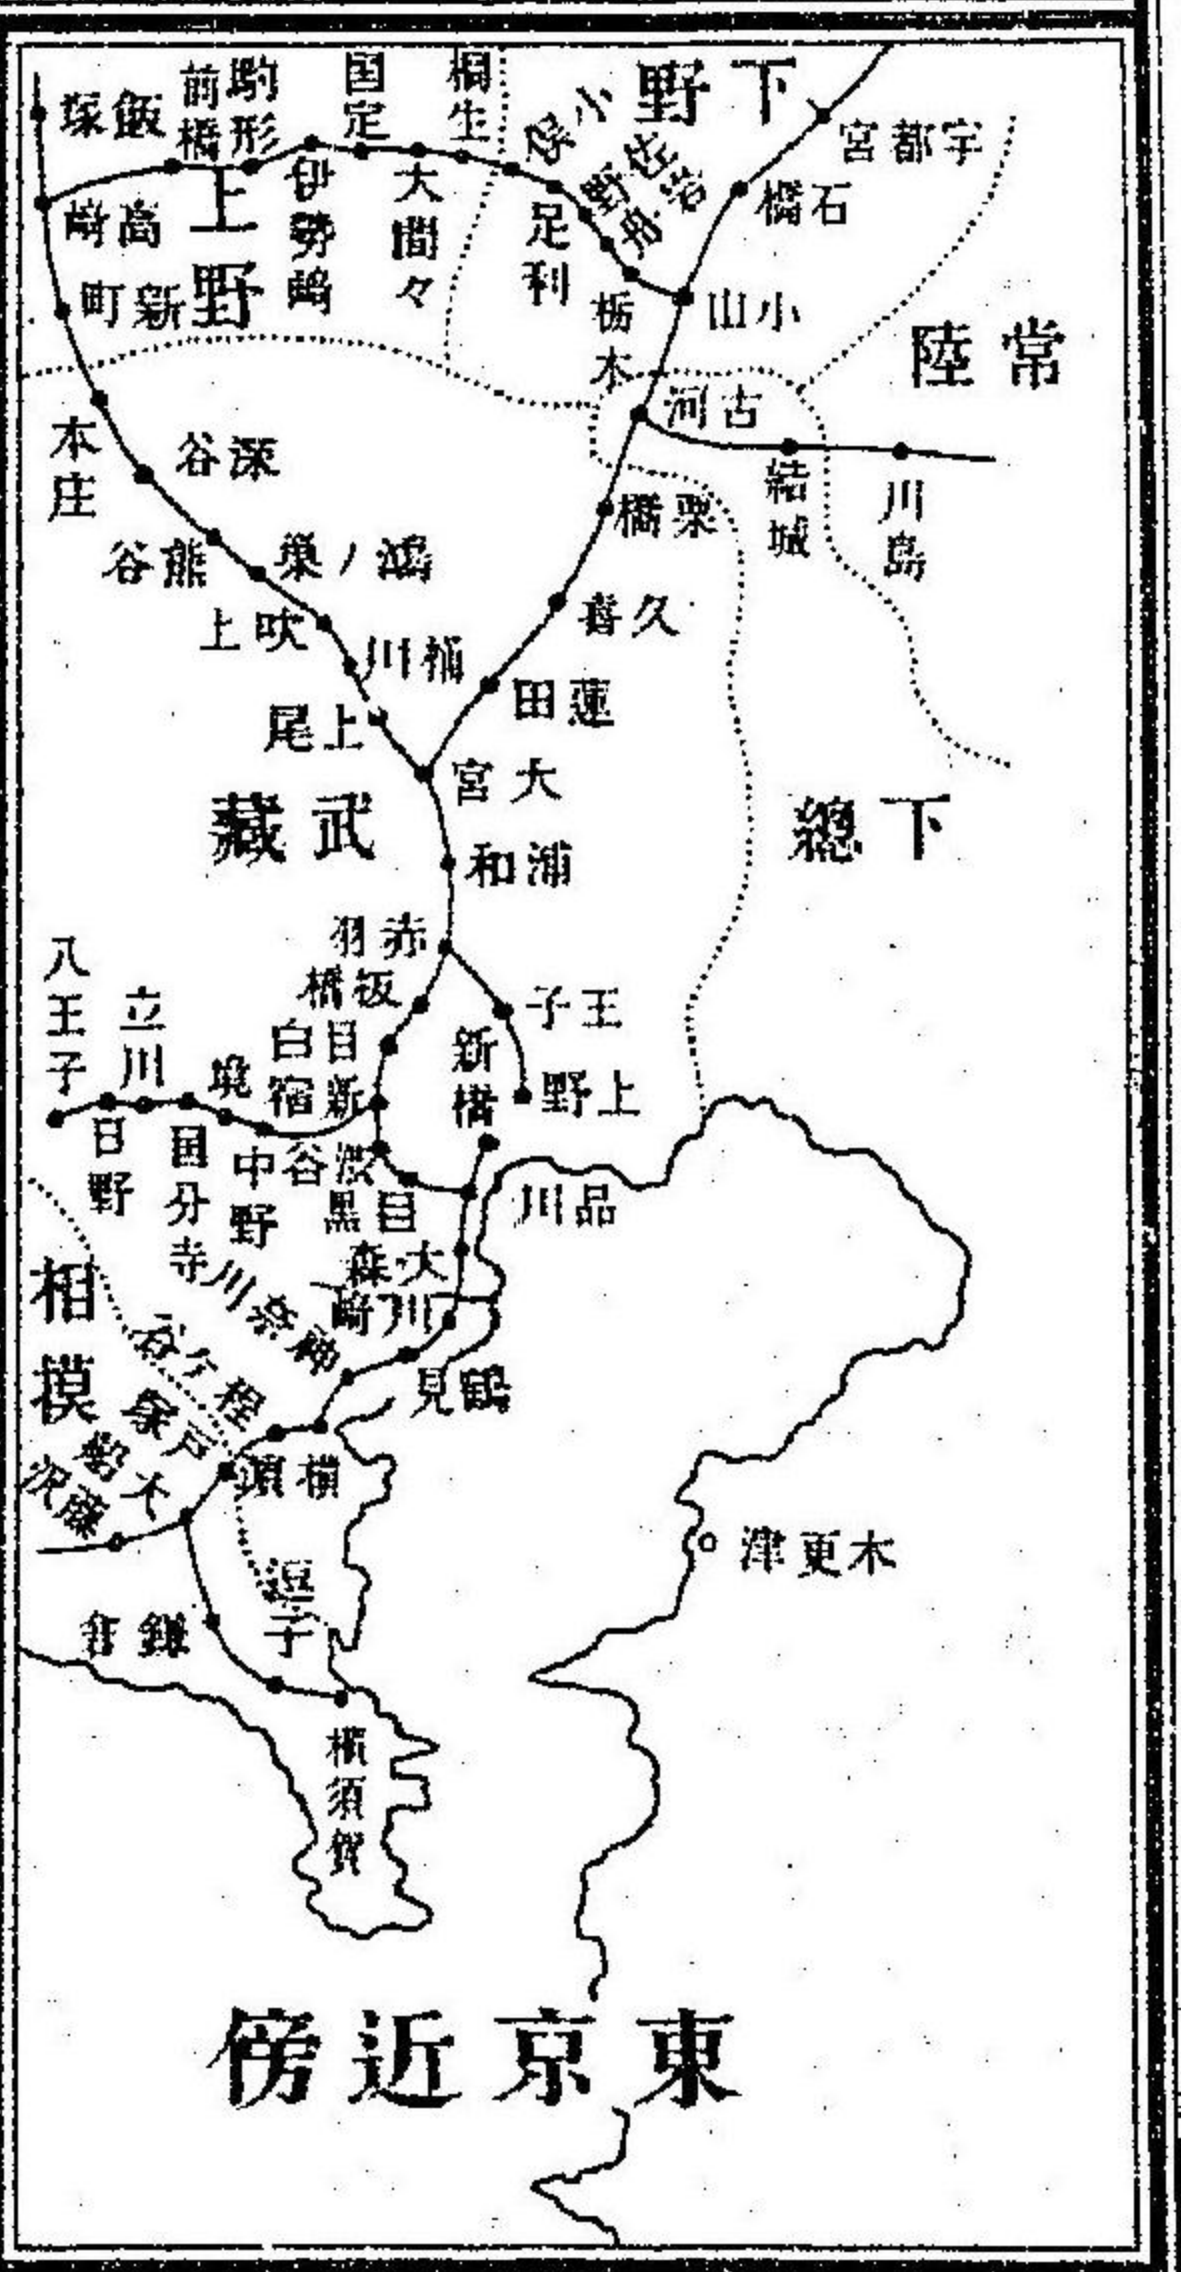 東京近傍
下野
宇都宮
石橋
小山
小俣
足利
佐野
岩舟
栃木
桐生
大間々
国定
伊勢崎
駒形
前橋
上野
飯塚
高崎
新町
常陸
古河
結城
川島
栗橋
久喜
蓮田
本庄
深谷
熊谷
鴻ノ巣
吹上
桶川
上尾
大宮
武蔵
下總
浦和
赤羽
板橋
王子
上野
目白
新宿
新橋
八王子
立川
日野
国分寺
境
中野
渋谷
目黒
品川
大森
川崎
鶴見
神奈川
横濱
程ケ谷
戸塚
大船
藤沢
相模
鎌倉
逗子
横須賀
木更津